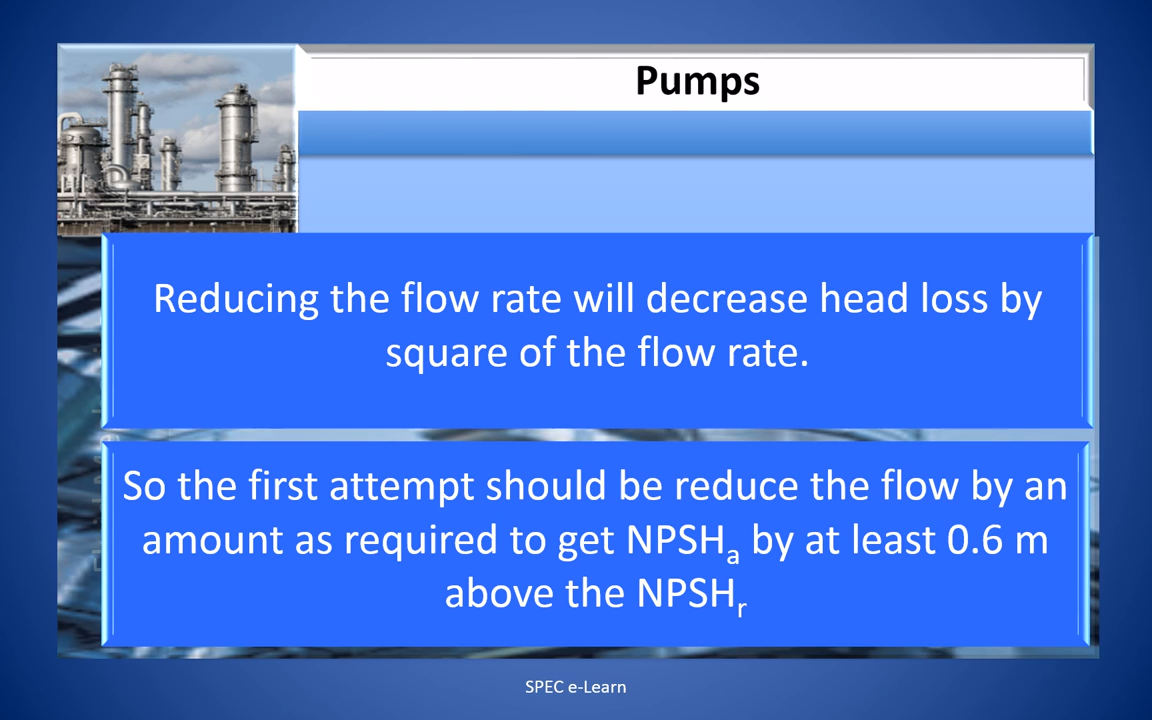 Pumps
Reducing the flow rate will decrease head loss by
square of the flow rate.
So the first attempt should be reduce the flow by an
amount as required to get NPSHa by at least 0.6 m
above the NPSHr
SPEC e-Learn